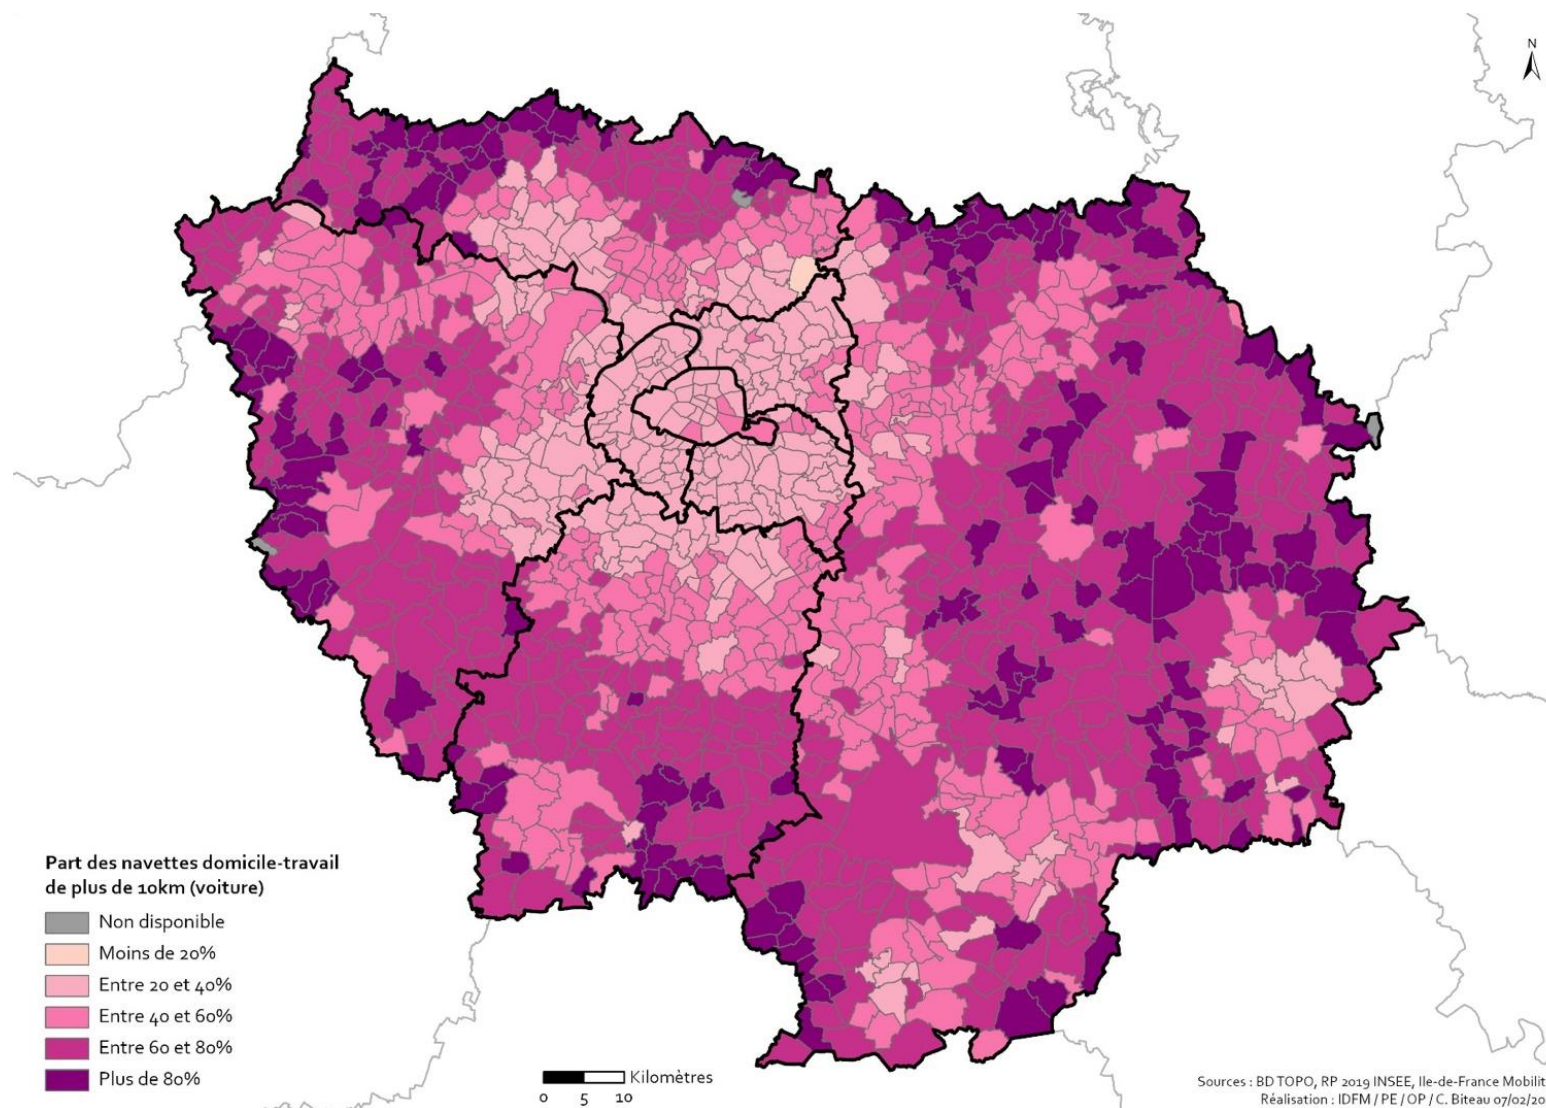 N
Part des navettes domicile-travail
de plus de 10km (voiture)
Non disponible
Moins de 20%
Entre 20 et 40%
Entre 40 et 60%
Entre 60 et 80%
Plus de 80%
Kilomètres
0 5 10
Sources : BD TOPO, RP 2019 INSEE, Ile-de-France Mobilit
Réalisation : IDFM / PE / OP / C. Biteau 07/02/20